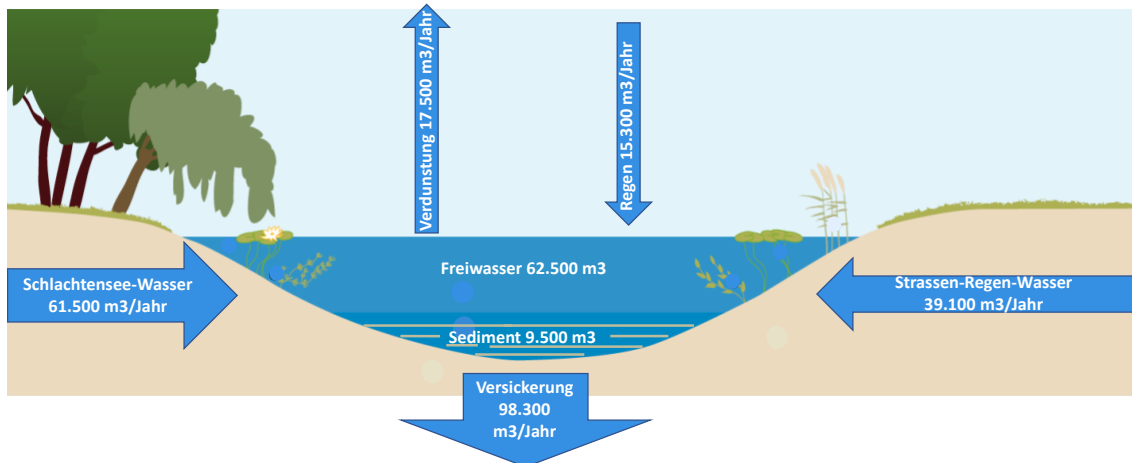 Verdunstung 17.500 m3/Jahr
Regen 15.300 m3/Jahr
Freiwasser 62.500 m3
Schlachtensee-Wasser
61.500 m3/Jahr
Strassen-Regen-Wasser
39.100 m3/Jahr
Sediment 9.500 m3
Versickerung
98.300
m3/Jahr